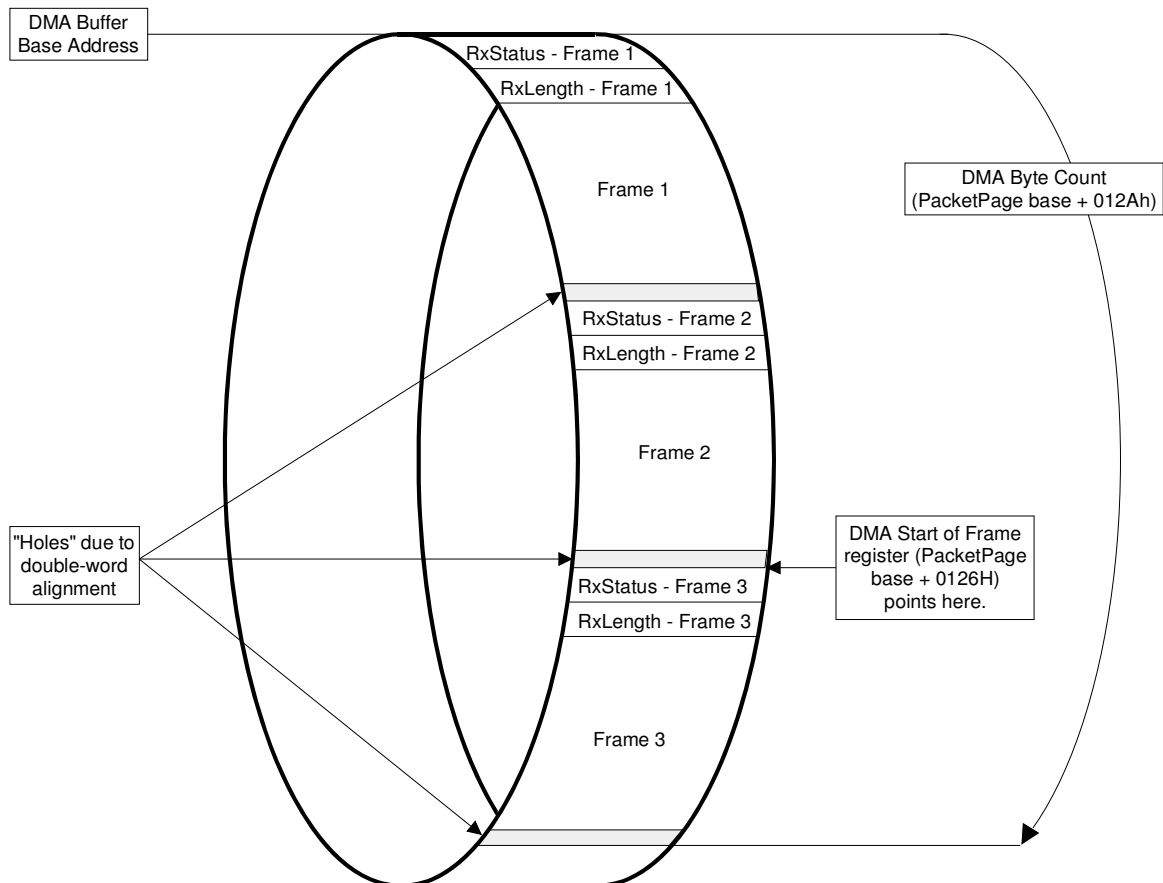 DMA Buffer
Base Address
RxStatus - Frame 1
RxLength - Frame 1
Frame 1
DMA Byte Count
(PacketPage base + 012Ah)
RxStatus - Frame 2
RxLength - Frame 2
Frame 2
"Holes" due to
double-word
alignment
DMA Start of Frame
register (PacketPage
base + 0126H)
points here.
RxStatus - Frame 3
RxLength - Frame 3
Frame 3